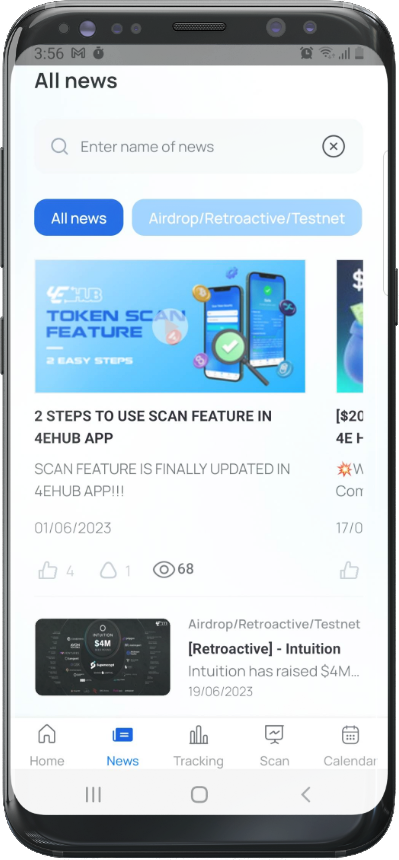 3:56
All news
Enter name of news
All news
Airdrop/Retroactive/Testnet
4EHUB
TOKEN SCAN
FEATURE
2 EASY STEPS
2 STEPS TO USE SCAN FEATURE IN
4EHUB APP
SCAN FEATURE IS FINALLY UPDATED IN
4EHUB APP!!!
01/06/2023
4
1
68
$
[$20
4E H
💥W
Com
17/0
INTUITION
$4M
Airdrop/Retroactive/Testnet
[Retroactive] - Intuition
Intuition has raised $4M...
19/06/2023
Home
News
Tracking
Scan
Calendar